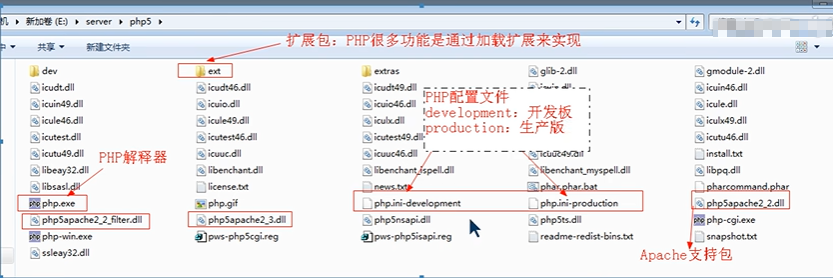 机 ▸ 新加卷 (E:) ▸ server ▸ php5 ▸
共享 ▼ 新建文件夹
扩展包：PHP很多功能是通过加载扩展来实现
dev ext extras glib-2.dll gmodule-2.dll
icudt.dll icudt46.dll icudt49.dll icuin.dll
icuin49.dll icuio.dll icuio46.dll icule.dll
icule46.dll icule49.dll iculx.dll iculx49.dll
icutest.dll icutest46.dll icutest49.dll icutu46.dll
icutu49.dll icuuc.dll icuuc46.dll icuuc49.dll install.txt
PHP配置文件
development：开发板
production：生产版
PHP解释器
libeay32.dll libenchant.dll libenchant_ispell.dll libenchant_myspell.dll libpq.dll
libsasl.dll license.txt news.txt phar.phar.bat pharcommand.phar
php.exe php.gif php.ini-development php.ini-production php5apache2_2.dll
php5apache2_2_filter.dll php5apache2_3.dll php5nsapi.dll php5ts.dll php-cgi.exe
php-win.exe pws-php5cgi.reg pws-php5isapi.reg readme-redist-bins.txt snapshot.txt
ssleay32.dll
Apache支持包